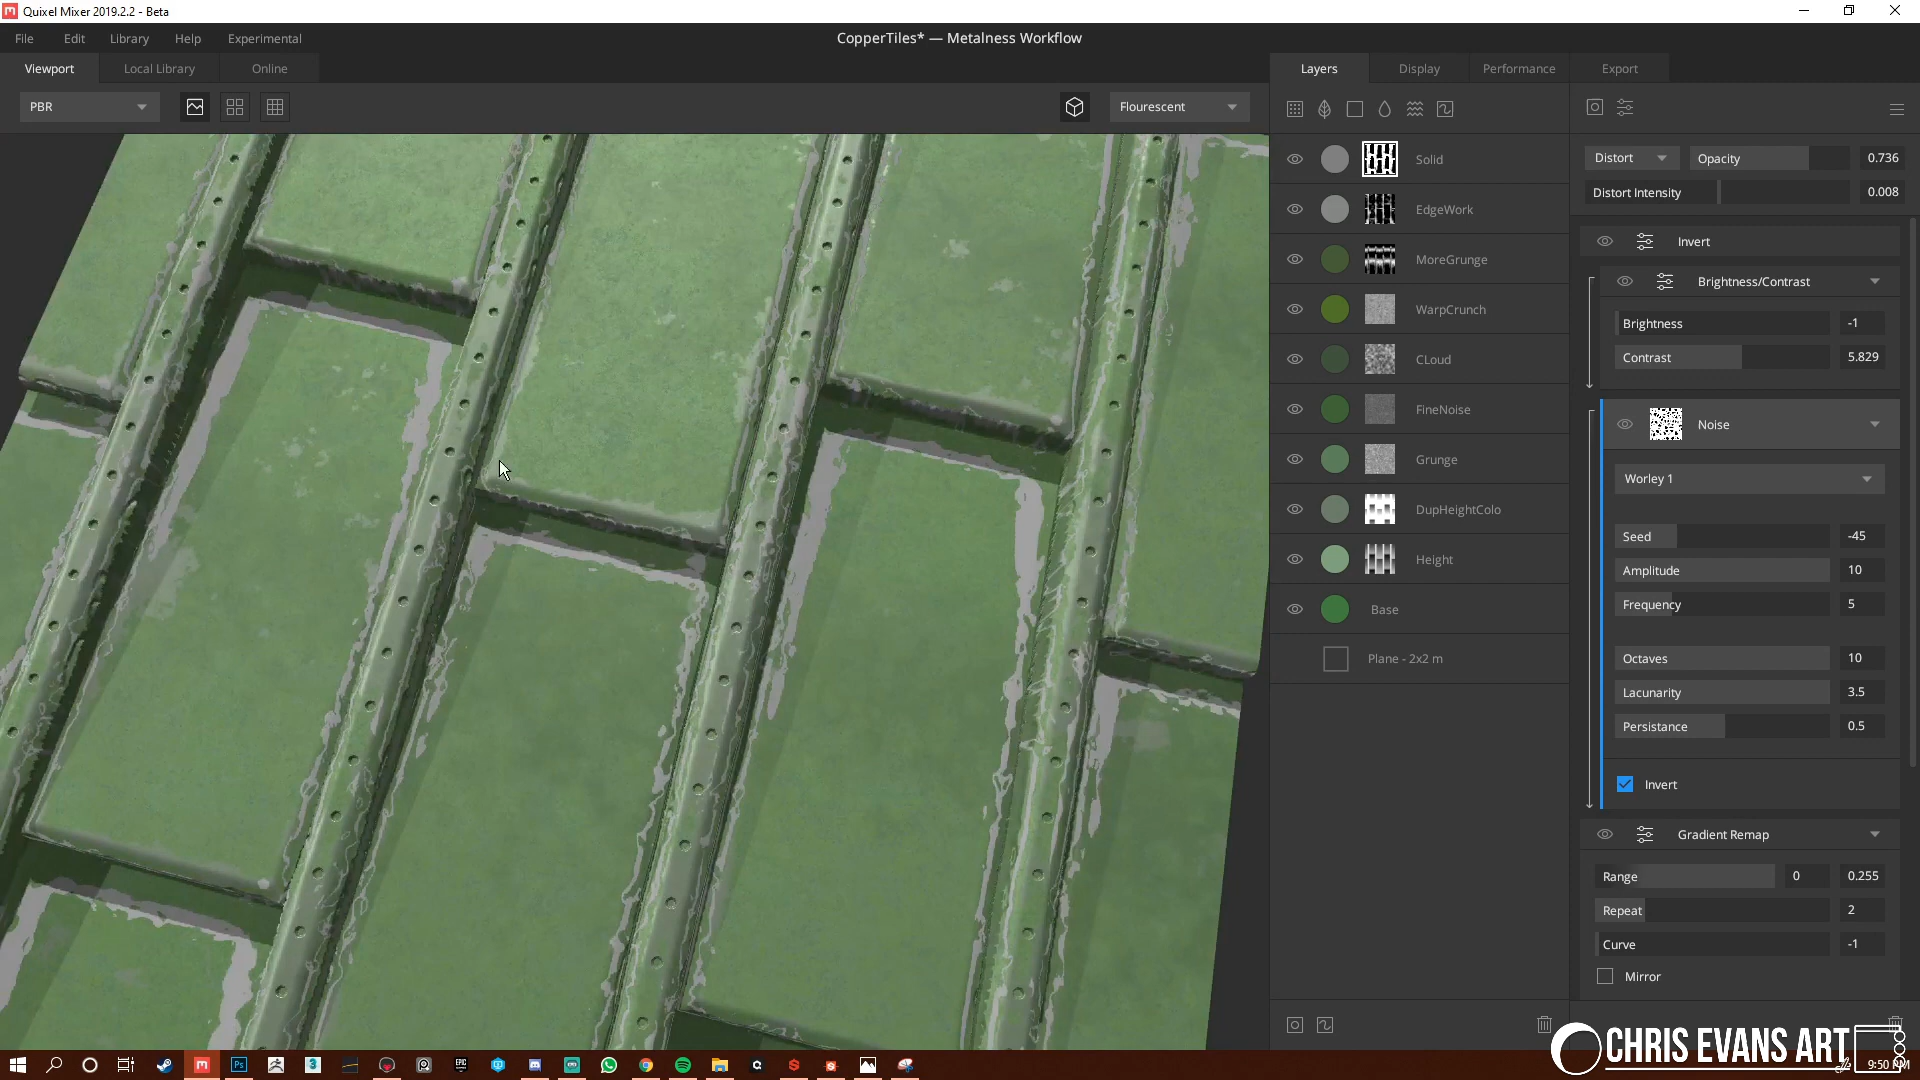 Quixel Mixer 2019.2.2 - Beta
File Edit Library Help Experimental
CopperTiles* — Metalness Workflow
Viewport Local Library Online
Layers Display Performance Export
PBR
Flourescent
Distort Opacity 0.736
Distort Intensity 0.008
Solid
EdgeWork
MoreGrunge
WarpCrunch
CLoud
FineNoise
Grunge
DupHeightColo
Height
Base
Plane - 2x2 m
Invert
Brightness/Contrast
Brightness -1
Contrast 5.829
Noise
Worley 1
Seed -45
Amplitude 10
Frequency 5
Octaves 10
Lacunarity 3.5
Persistance 0.5
Invert
Gradient Remap
Range 0 0.255
Repeat 2
Curve -1
Mirror
CHRIS EVANS ART
9:50 PM